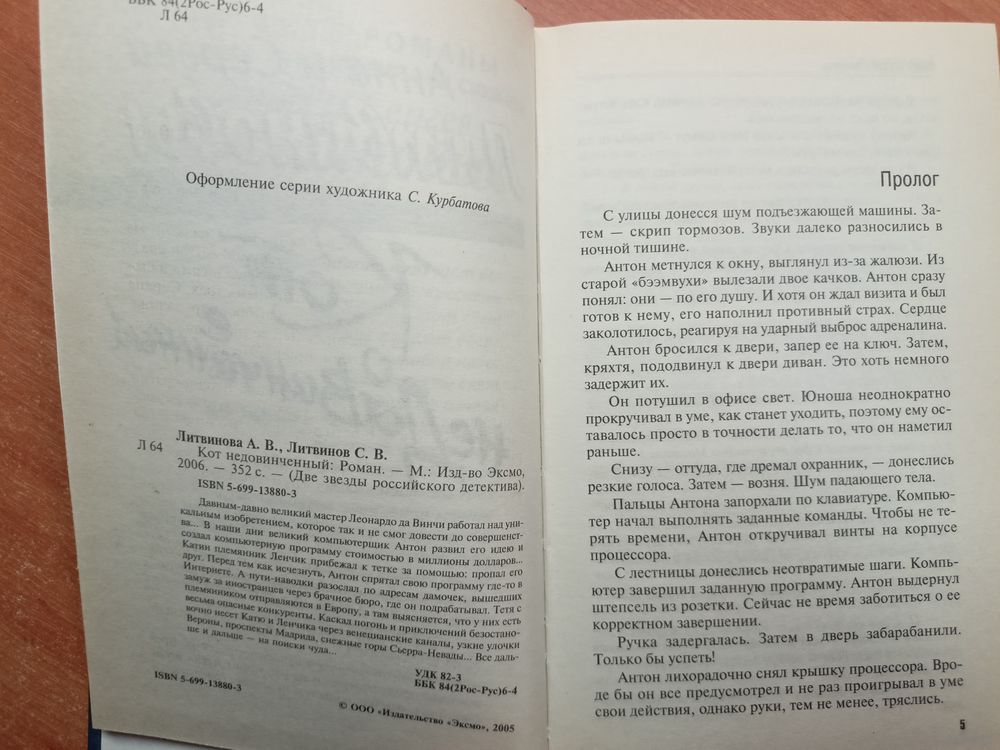 ББК 84(2Рос-Рус)6-4
Л 64
Оформление серии художника С. Курбатова
Литвинова А. В., Литвинов С. В.
Л 64
Кот недовинченный: Роман. — М.: Изд-во Эксмо,
2006. — 352 с. — (Две звезды российского детектива).
ISBN 5-699-13880-3
Давным-давно великий мастер Леонардо да Винчи работал над уни-
кальным изобретением, которое так и не смог довести до совершенст-
ва... В наши дни великий компьютерщик Антон развил его идею и
создал компьютерную программу стоимостью в миллионы долларов...
Катин племянник Ленчик прибежал к тетке за помощью: пропал его
друг. Перед тем как исчезнуть, Антон спрятал свою программу где-то в
Интернете. А пути-наводки разослал по адресам дамочек, вышедших
замуж за иностранцев через брачное бюро, где он подрабатывал. Тетя с
племянником отправляются в Европу, а там выясняется, что у них есть
весьма опасные конкуренты. Каскад погонь и приключений безостано-
вочно несет Катю и Ленчика через венецианские каналы, узкие улочки
Вероны, проспекты Мадрида, снежные горы Сьерра-Невады... Все даль-
ше и дальше — на поиски чуда...
УДК 82-3
ББК 84(2Рос-Рус)6-4
ISBN 5-699-13880-3
© ООО «Издательство «Эксмо», 2005
Пролог
С улицы донесся шум подъезжающей машины. За-
тем — скрип тормозов. Звуки далеко разносились в
ночной тишине.
Антон метнулся к окну, выглянул из-за жалюзи. Из
старой «бээмвухи» вылезали двое качков. Антон сразу
понял: они — по его душу. И хотя он ждал визита и был
готов к нему, его наполнил противный страх. Сердце
заколотилось, реагируя на ударный выброс адреналина.
Антон бросился к двери, запер ее на ключ. Затем,
кряхтя, пододвинул к двери диван. Это хоть немного
задержит их.
Он потушил в офисе свет. Юноша неоднократно
прокручивал в уме, как станет уходить, поэтому ему ос-
тавалось просто в точности делать то, что он наметил
раньше.
Снизу — оттуда, где дремал охранник, — донеслись
резкие голоса. Затем — возня. Шум падающего тела.
Пальцы Антона запорхали по клавиатуре. Компью-
тер начал выполнять заданные команды. Чтобы не те-
рять времени, Антон откручивал винты на корпусе
процессора.
С лестницы донеслись неотвратимые шаги. Компь-
ютер завершил заданную программу. Антон выдернул
штепсель из розетки. Сейчас не время заботиться о ее
корректном завершении.
Ручка задергалась. Затем в дверь забарабанили.
Только бы успеть!
Антон лихорадочно снял крышку процессора. Вро-
де бы он все предусмотрел и не раз проигрывал в уме
свои действия, однако руки, тем не менее, тряслись.
5